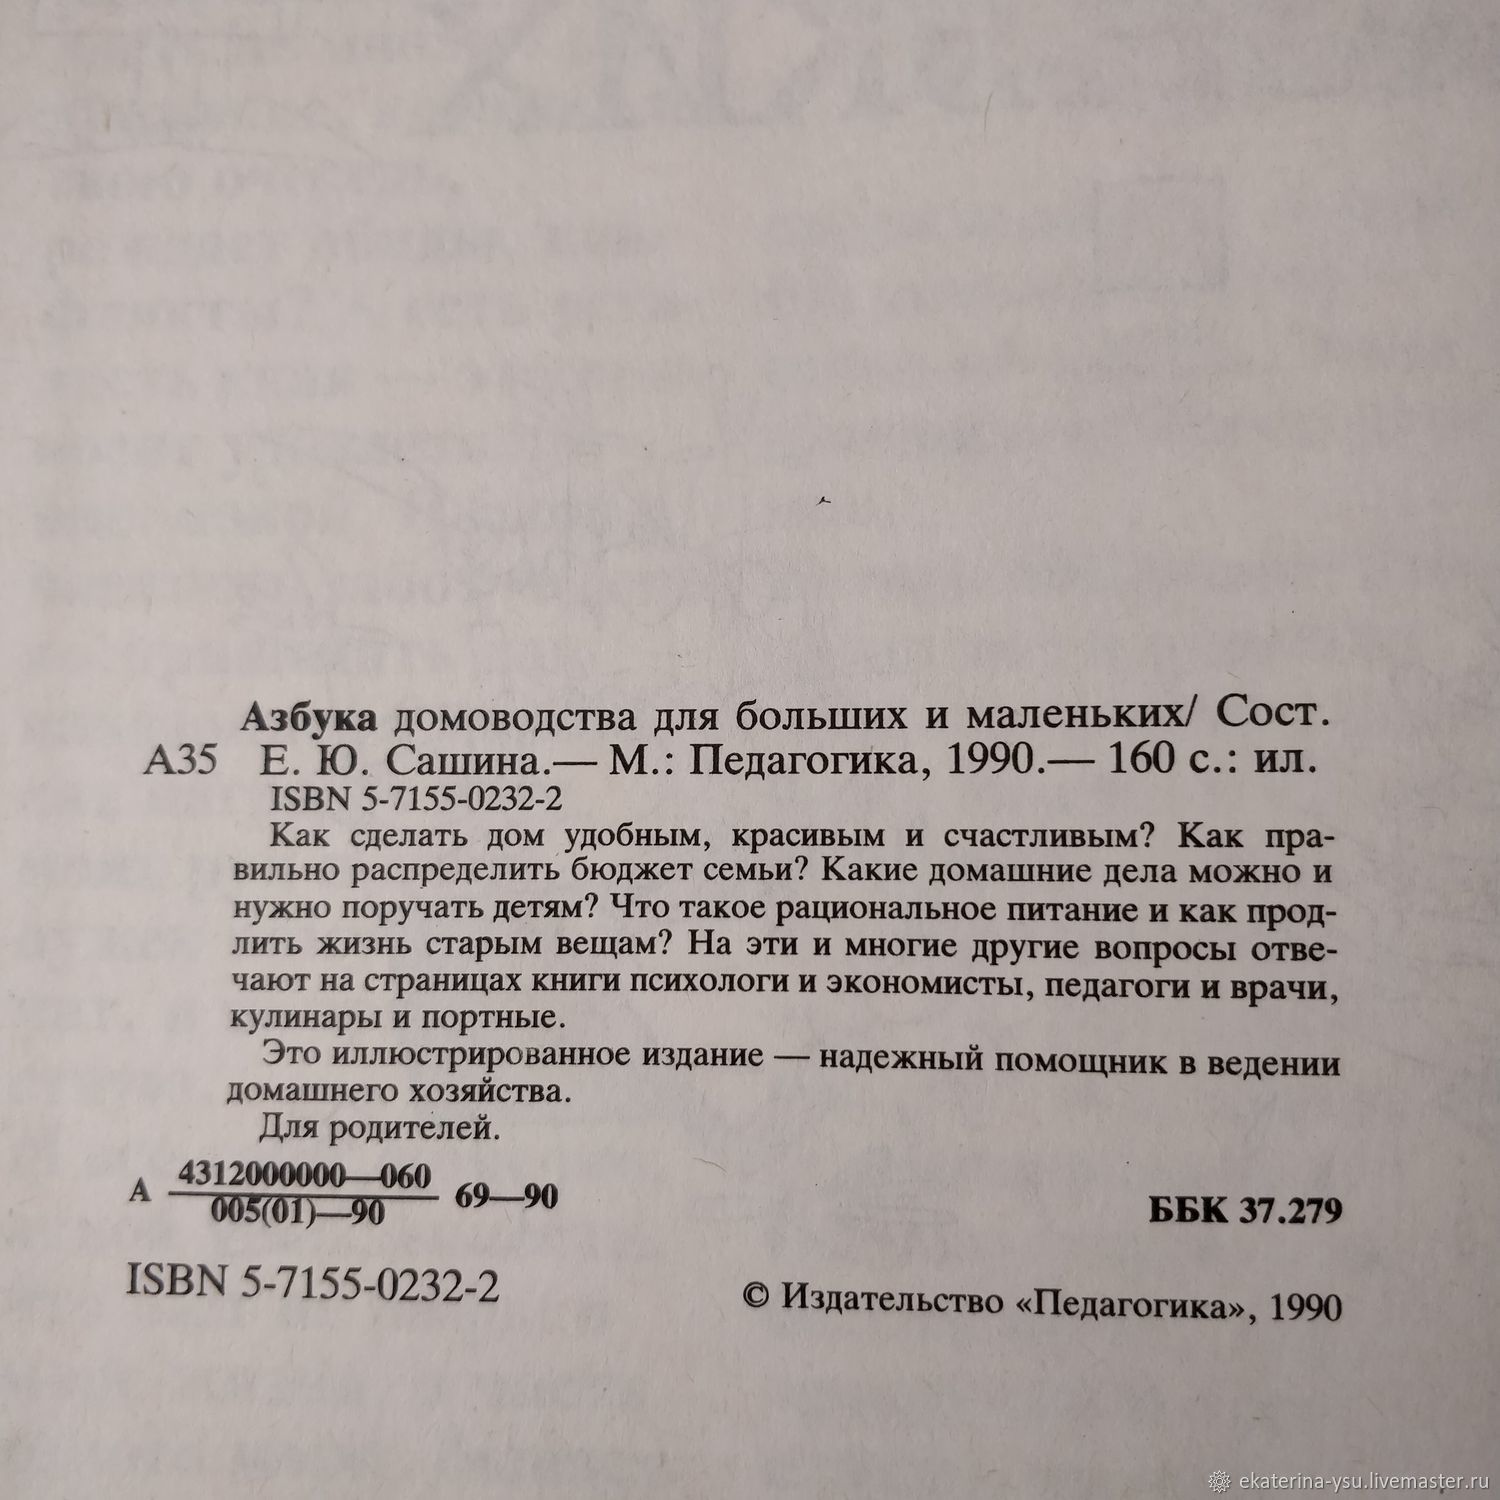 Азбука домоводства для больших и маленьких/ Сост.
А35 Е. Ю. Сашина.— М.: Педагогика, 1990.— 160 с.: ил.
ISBN 5-7155-0232-2
Как сделать дом удобным, красивым и счастливым? Как пра-
вильно распределить бюджет семьи? Какие домашние дела можно и
нужно поручать детям? Что такое рациональное питание и как прод-
лить жизнь старым вещам? На эти и многие другие вопросы отве-
чают на страницах книги психологи и экономисты, педагоги и врачи,
кулинары и портные.
Это иллюстрированное издание — надежный помощник в ведении
домашнего хозяйства.
Для родителей.
А 4312000000—060
005(01)—90 69—90
ББК 37.279
ISBN 5-7155-0232-2
© Издательство «Педагогика», 1990
ekaterina-ysu.livemaster.ru